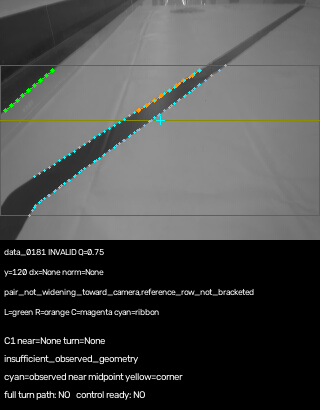 data_0181 INVALID Q=0.75
y=120 dx=None norm=None
pair_not_widening_toward_camera,reference_row_not_bracketed
L=green R=orange C=magenta cyan=ribbon
C1 near=None turn=None
insufficient_observed_geometry
cyan=observed near midpoint yellow=corner
full turn path: NO control ready: NO